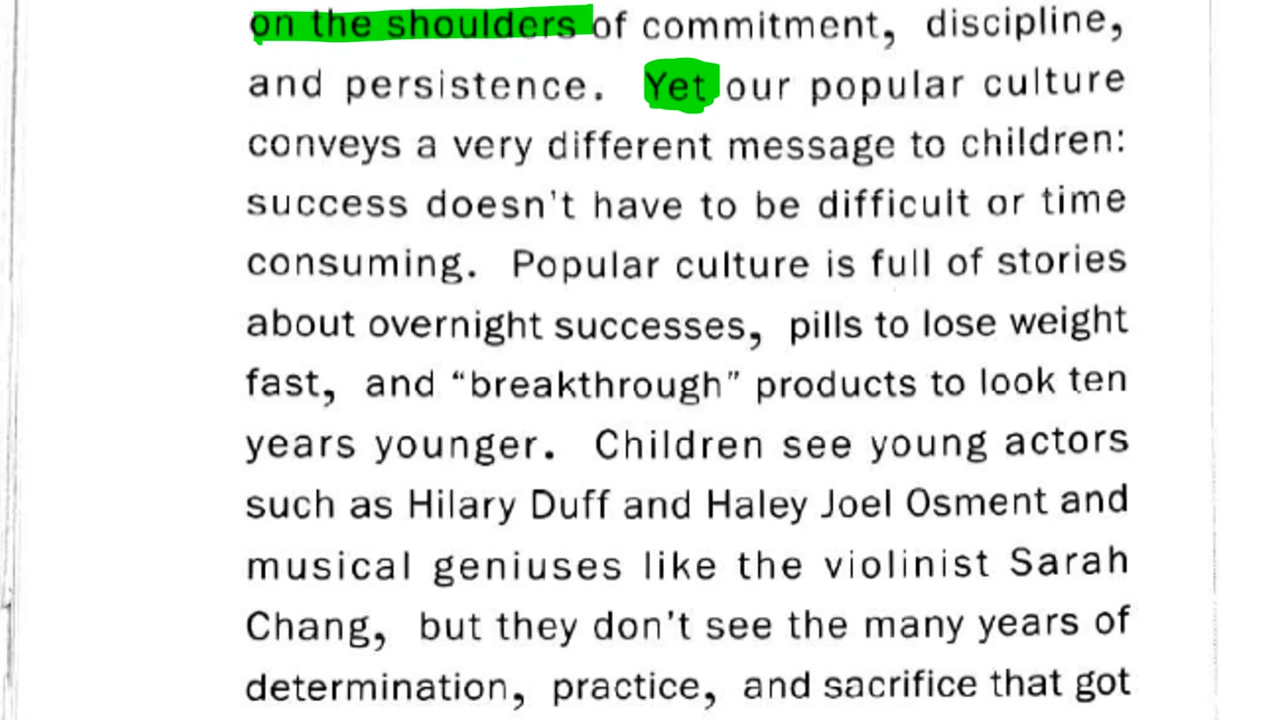 on the shoulders of commitment, discipline,
and persistence. Yet our popular culture
conveys a very different message to children:
success doesn't have to be difficult or time
consuming. Popular culture is full of stories
about overnight successes, pills to lose weight
fast, and “breakthrough” products to look ten
years younger. Children see young actors
such as Hilary Duff and Haley Joel Osment and
musical geniuses like the violinist Sarah
Chang, but they don't see the many years of
determination, practice, and sacrifice that got